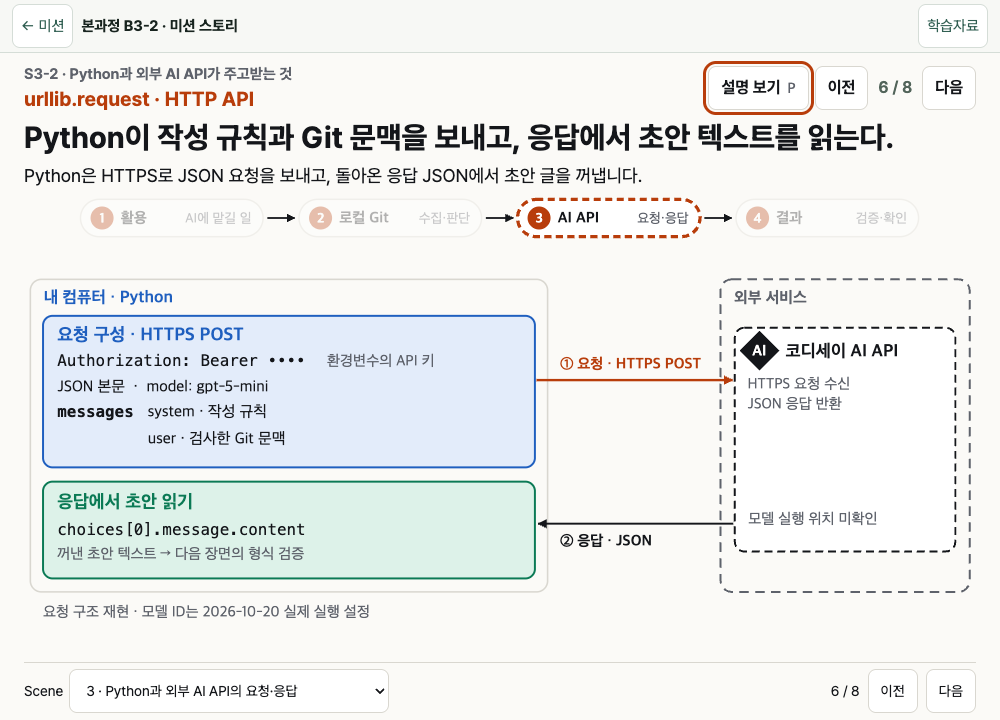 ← 미션
본과정 B3-2 · 미션 스토리
학습자료
S3-2 · Python과 외부 AI API가 주고받는 것
urllib.request · HTTP API
설명 보기 P
이전
6 / 8
다음
Python이 작성 규칙과 Git 문맥을 보내고, 응답에서 초안 텍스트를 읽는다.
Python은 HTTPS로 JSON 요청을 보내고, 돌아온 응답 JSON에서 초안 글을 꺼냅니다.
1 활용 AI에 맡길 일
2 로컬 Git 수집·판단
3 AI API 요청·응답
4 결과 검증·확인
내 컴퓨터 · Python
요청 구성 · HTTPS POST
Authorization: Bearer •••• 환경변수의 API 키
JSON 본문 · model: gpt-5-mini
messages system · 작성 규칙
user · 검사한 Git 문맥
① 요청 · HTTPS POST
외부 서비스
AI 코디세이 AI API
HTTPS 요청 수신
JSON 응답 반환
모델 실행 위치 미확인
응답에서 초안 읽기
choices[0].message.content
꺼낸 초안 텍스트 → 다음 장면의 형식 검증
② 응답 · JSON
요청 구조 재현 · 모델 ID는 2026-10-20 실제 실행 설정
Scene
3 · Python과 외부 AI API의 요청·응답
6 / 8
이전
다음